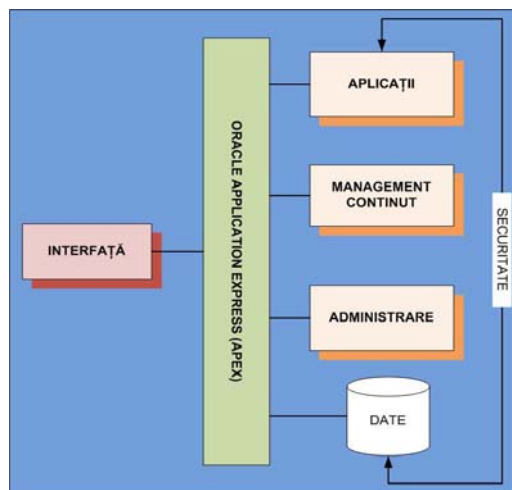 APLICAȚII
MANAGEMENT
CONTINUT
INTERFAȚĂ
ORACLE APPLICATION EXPRESS (APEX)
SECURITATE
ADMINISTRARE
DATE